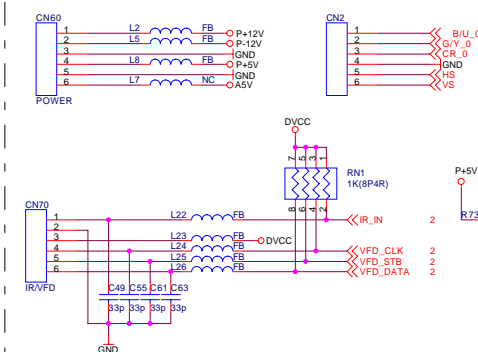 CN60
1 L2 FB P+12V
2 L5 FB P-12V
3 GND
4 L8 FB P+5V
5 GND
6 L7 NC A5V
POWER
CN2
1 B/U_0
2 G/Y_0
3 CR_0
4 GND
5 HS
6 VS
DVCC
7 5 3 1
RN1
1K(8P4R)
8 6 4 2
P+5V
R73
CN70
1 L22 FB IR_IN 2
2
3 L23 FB DVCC
4 L24 FB VFD_CLK 2
5 L25 FB VFD_STB 2
6 L26 FB VFD_DATA 2
IR/VFD
C49 C55 C61 C63
33p 33p 33p 33p
GND